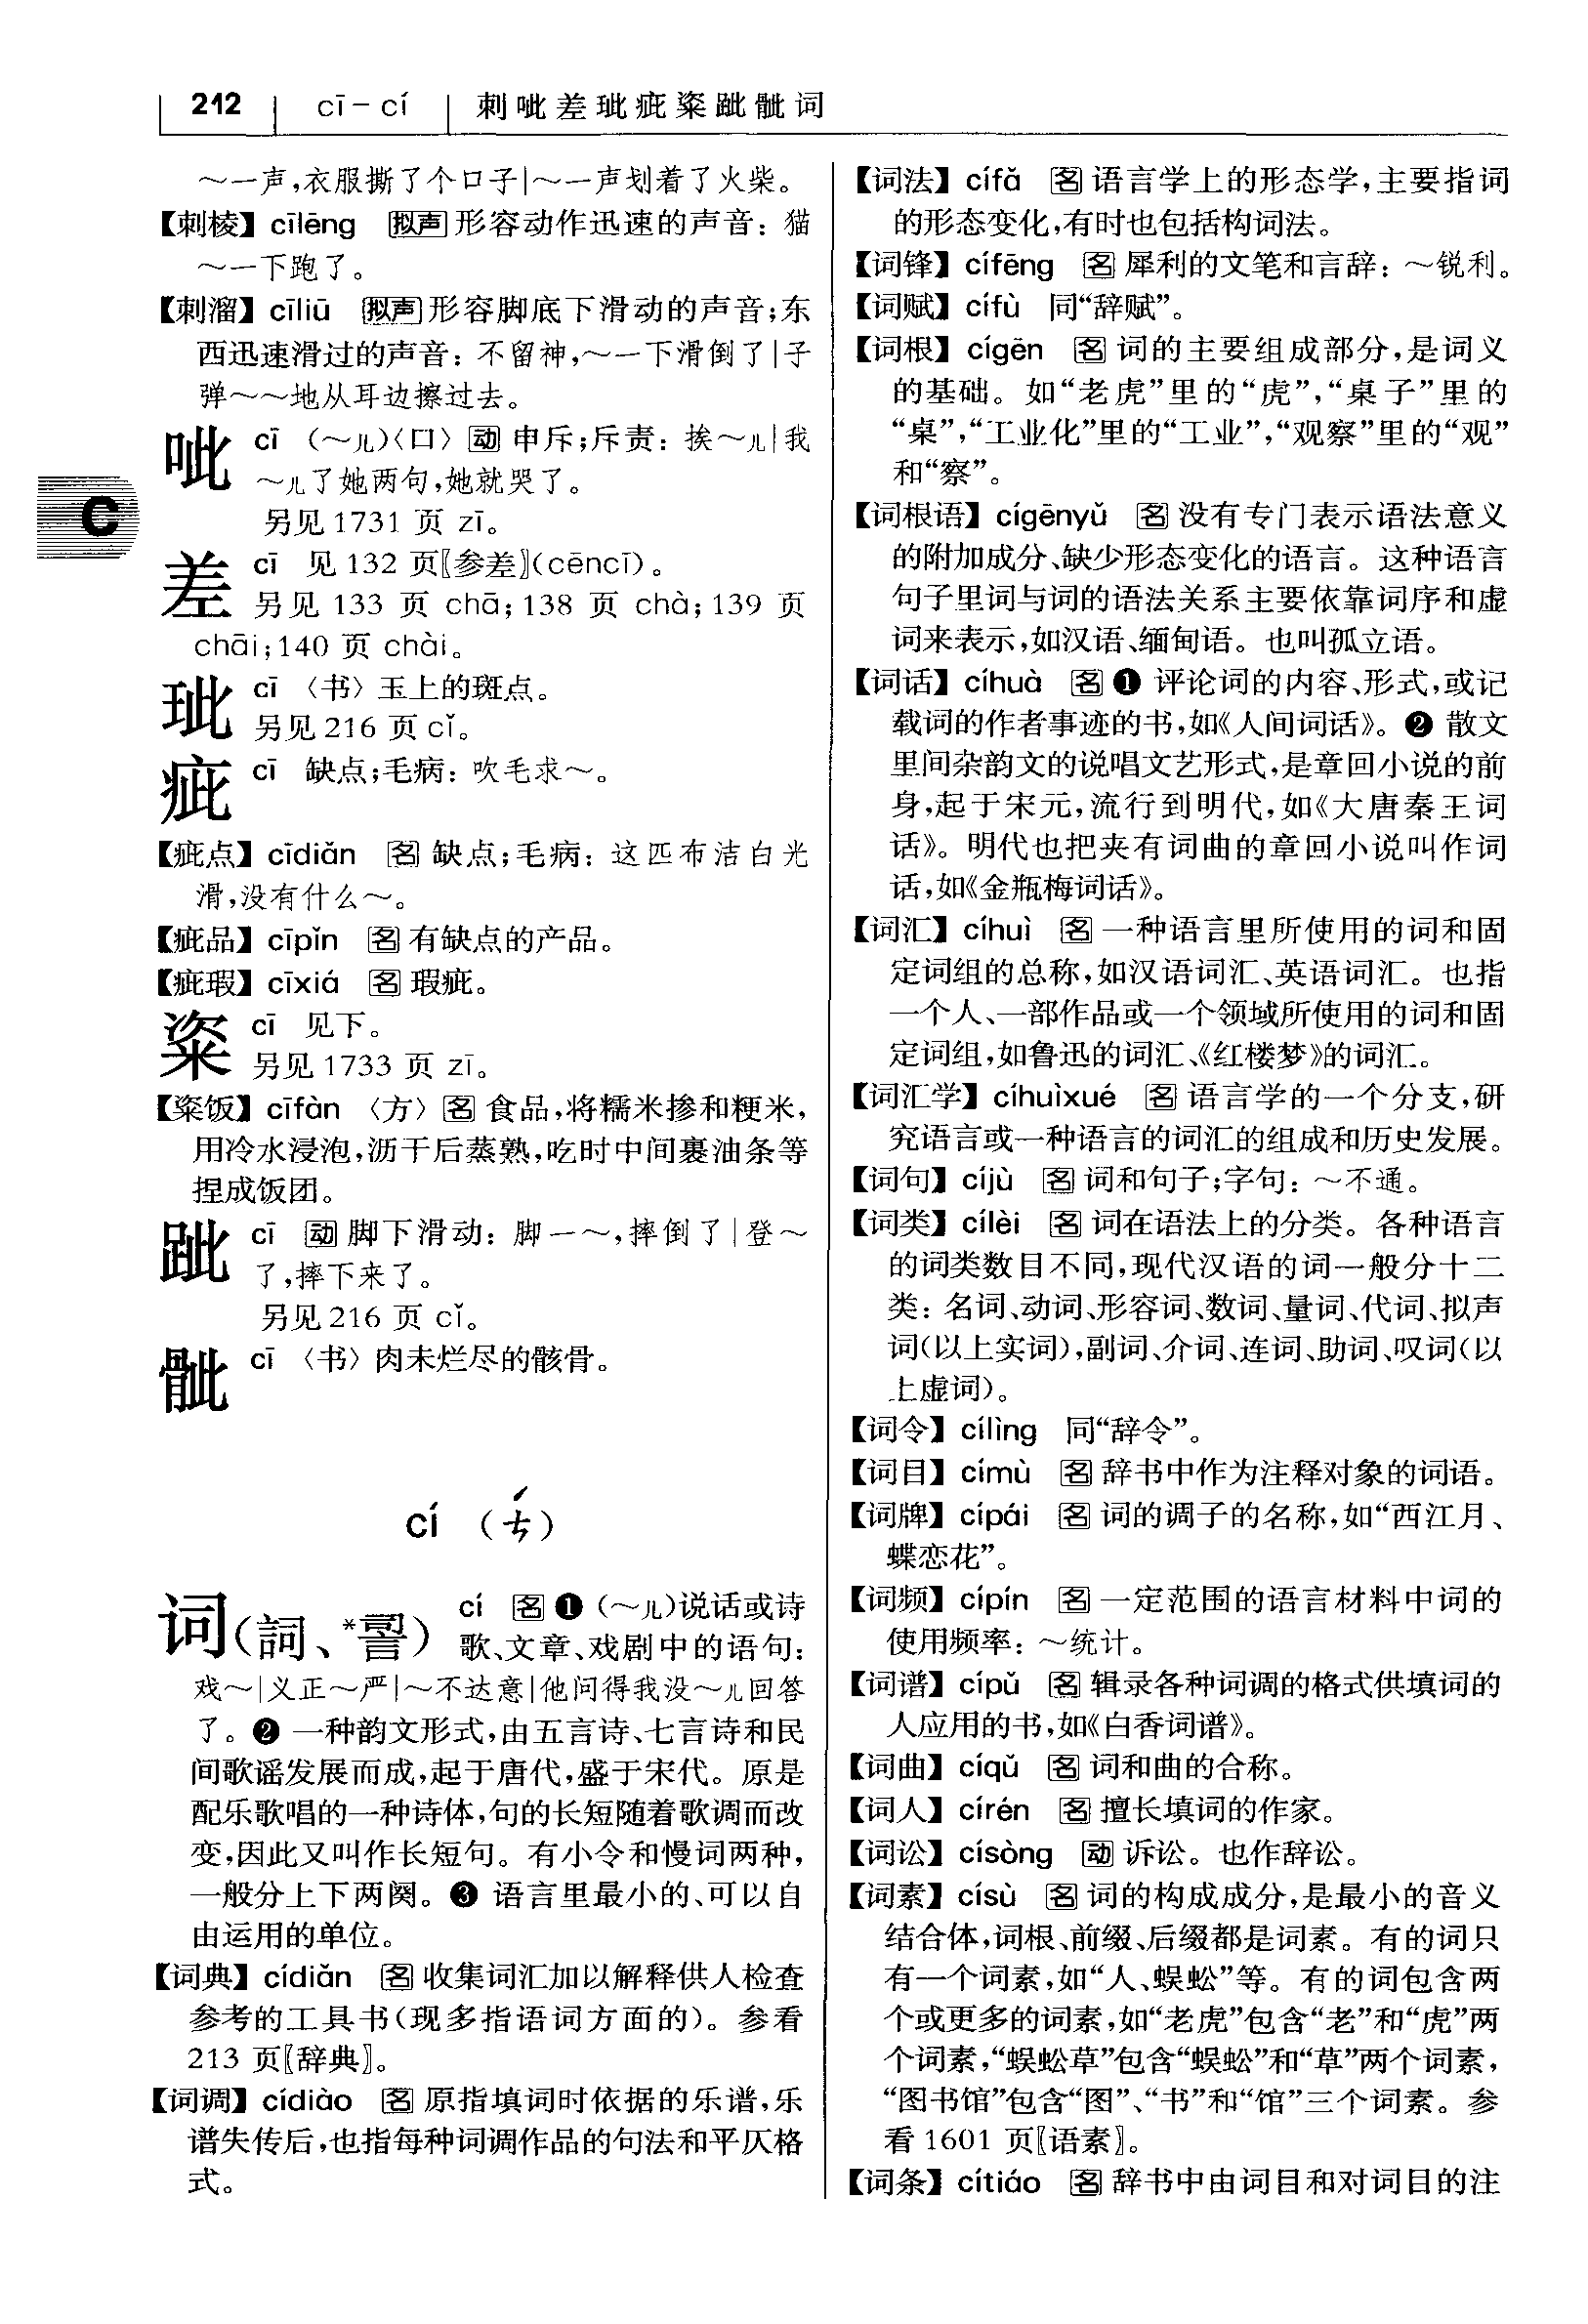 212 cī－cí 刺呲差玼疵粢跐骴词
～一声，衣服撕了个口子|～一声划着了火柴。
【刺棱】cīlēng 拟声 形容动作迅速的声音：猫
～一下跑了。
【刺溜】cīliū 拟声 形容脚底下滑动的声音；东
西迅速滑过的声音：不留神，～一下滑倒了|子
弹～～地从耳边擦过去。
呲 cī （～儿）〈口〉 动 申斥；斥责：挨～儿|我
～儿了她两句，她就哭了。
另见1731页 zī。
差 cī 见132页〖参差〗（cēncī）。
另见133页 chā；138页 chà；139页
chāi；140页 chài。
玼 cī 〈书〉玉上的斑点。
另见216页 cǐ。
疵 cī 缺点；毛病：吹毛求～。
【疵点】cīdiǎn 名 缺点；毛病：这匹布洁白光
滑，没有什么～。
【疵品】cīpǐn 名 有缺点的产品。
【疵瑕】cīxiá 名 瑕疵。
粢 cī 见下。
另见1733页 zī。
【粢饭】cīfàn 〈方〉 名 食品，将糯米掺和粳米，
用冷水浸泡，沥干后蒸熟，吃时中间裹油条等
捏成饭团。
跐 cī 动 脚下滑动：脚一～，摔倒了|登～
了，摔下来了。
另见216页 cǐ。
骴 cī 〈书〉肉未烂尽的骸骨。
C
cí （ㄘˊ）
词（詞、*䛐） cí 名 ❶（～儿）说话或诗
歌、文章、戏剧中的语句：
戏～|义正～严|～不达意|他问得我没～儿回答
了。❷ 一种韵文形式，由五言诗、七言诗和民
间歌谣发展而成，起于唐代，盛于宋代。原是
配乐歌唱的一种诗体，句的长短随着歌调而改
变，因此又叫作长短句。有小令和慢词两种，
一般分上下两阕。❸ 语言里最小的、可以自
由运用的单位。
【词典】cídiǎn 名 收集词汇加以解释供人检查
参考的工具书（现多指语词方面的）。参看
213页〖辞典〗。
【词调】cídiào 名 原指填词时依据的乐谱，乐
谱失传后，也指每种词调作品的句法和平仄格
式。
【词法】cífǎ 名 语言学上的形态学，主要指词
的形态变化，有时也包括构词法。
【词锋】cífēng 名 犀利的文笔和言辞：～锐利。
【词赋】cífù 同“辞赋”。
【词根】cígēn 名 词的主要组成部分，是词义
的基础。如“老虎”里的“虎”，“桌子”里的
“桌”，“工业化”里的“工业”，“观察”里的“观”
和“察”。
【词根语】cígēnyǔ 名 没有专门表示语法意义
的附加成分、缺少形态变化的语言。这种语言
句子里词与词的语法关系主要依靠词序和虚
词来表示，如汉语、缅甸语。也叫孤立语。
【词话】cíhuà 名 ❶ 评论词的内容、形式，或记
载词的作者事迹的书，如《人间词话》。❷ 散文
里间杂韵文的说唱文艺形式，是章回小说的前
身，起于宋元，流行到明代，如《大唐秦王词
话》。明代也把夹有词曲的章回小说叫作词
话，如《金瓶梅词话》。
【词汇】cíhuì 名 一种语言里所使用的词和固
定词组的总称，如汉语词汇、英语词汇。也指
一个人、一部作品或一个领域所使用的词和固
定词组，如鲁迅的词汇、《红楼梦》的词汇。
【词汇学】cíhuìxué 名 语言学的一个分支，研
究语言或一种语言的词汇的组成和历史发展。
【词句】cíjù 名 词和句子；字句：～不通。
【词类】cílèi 名 词在语法上的分类。各种语言
的词类数目不同，现代汉语的词一般分十二
类：名词、动词、形容词、数词、量词、代词、拟声
词（以上实词），副词、介词、连词、助词、叹词（以
上虚词）。
【词令】cílìng 同“辞令”。
【词目】címù 名 辞书中作为注释对象的词语。
【词牌】cípái 名 词的调子的名称，如“西江月、
蝶恋花”。
【词频】cípín 名 一定范围的语言材料中词的
使用频率：～统计。
【词谱】cípǔ 名 辑录各种词调的格式供填词的
人应用的书，如《白香词谱》。
【词曲】cíqǔ 名 词和曲的合称。
【词人】círén 名 擅长填词的作家。
【词讼】císòng 动 诉讼。也作辞讼。
【词素】císù 名 词的构成成分，是最小的音义
结合体，词根、前缀、后缀都是词素。有的词只
有一个词素，如“人、蜈蚣”等。有的词包含两
个或更多的词素，如“老虎”包含“老”和“虎”两
个词素，“蜈蚣草”包含“蜈蚣”和“草”两个词素，
“图书馆”包含“图”、“书”和“馆”三个词素。参
看1601页〖语素〗。
【词条】cítiáo 名 辞书中由词目和对词目的注